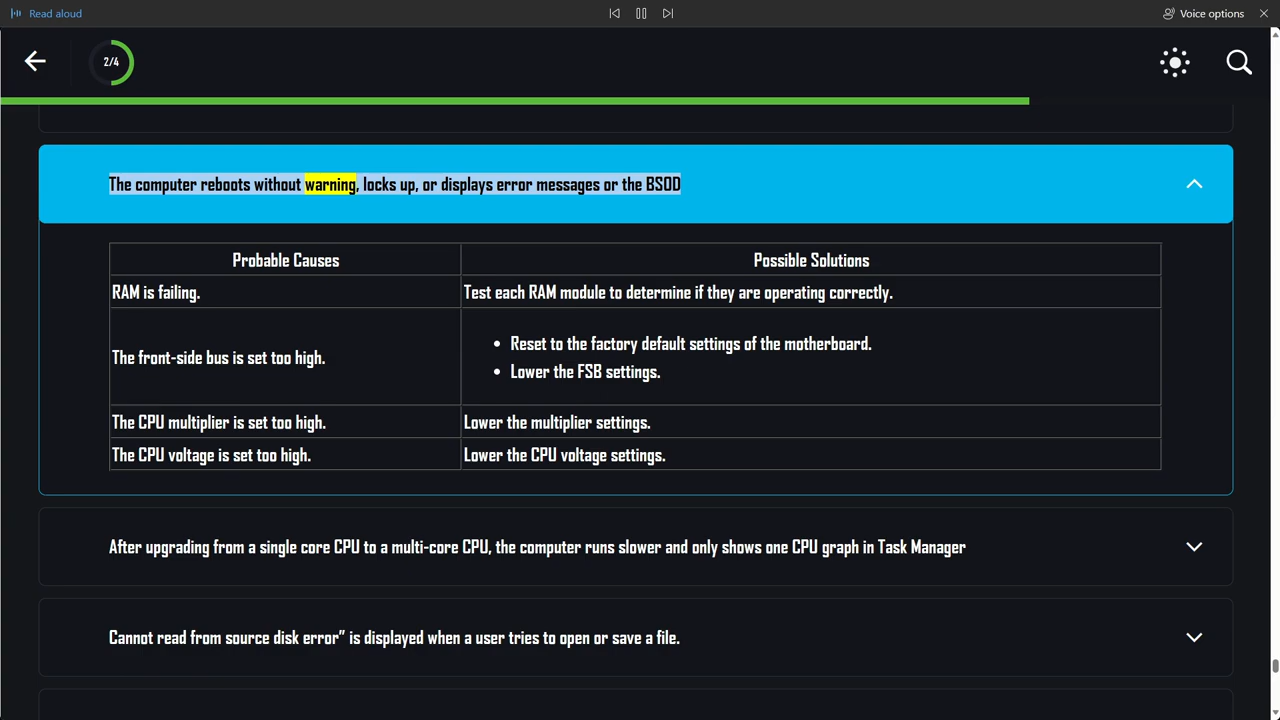 Read aloud
Voice options
2/4
The computer reboots without warning, locks up, or displays error messages or the BSOD
Probable Causes
Possible Solutions
RAM is failing.
Test each RAM module to determine if they are operating correctly.
The front-side bus is set too high.
• Reset to the factory default settings of the motherboard.
• Lower the FSB settings.
The CPU multiplier is set too high.
Lower the multiplier settings.
The CPU voltage is set too high.
Lower the CPU voltage settings.
After upgrading from a single core CPU to a multi-core CPU, the computer runs slower and only shows one CPU graph in Task Manager
Cannot read from source disk error” is displayed when a user tries to open or save a file.